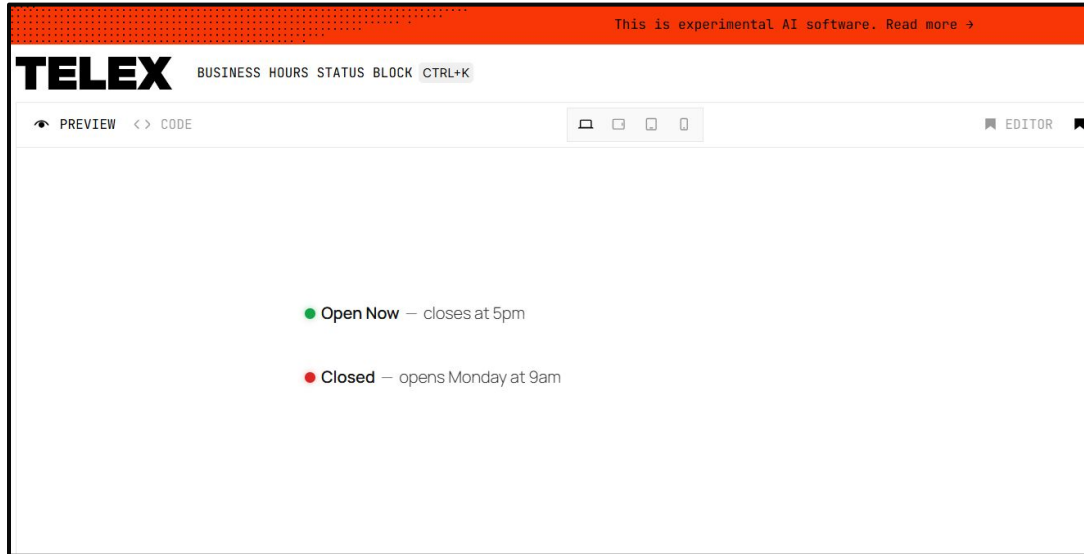 This is experimental AI software. Read more →
TELEX BUSINESS HOURS STATUS BLOCK CTRL+K
PREVIEW <> CODE EDITOR
Open Now — closes at 5pm
Closed — opens Monday at 9am